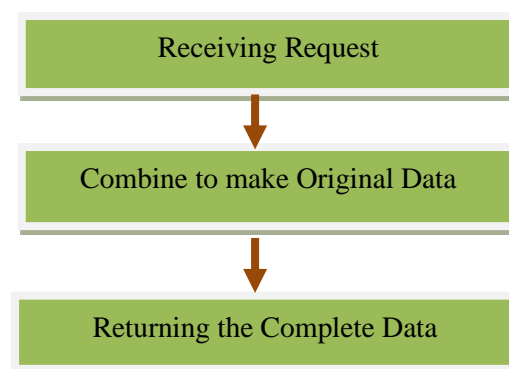 Receiving Request
Combine to make Original Data
Returning the Complete Data